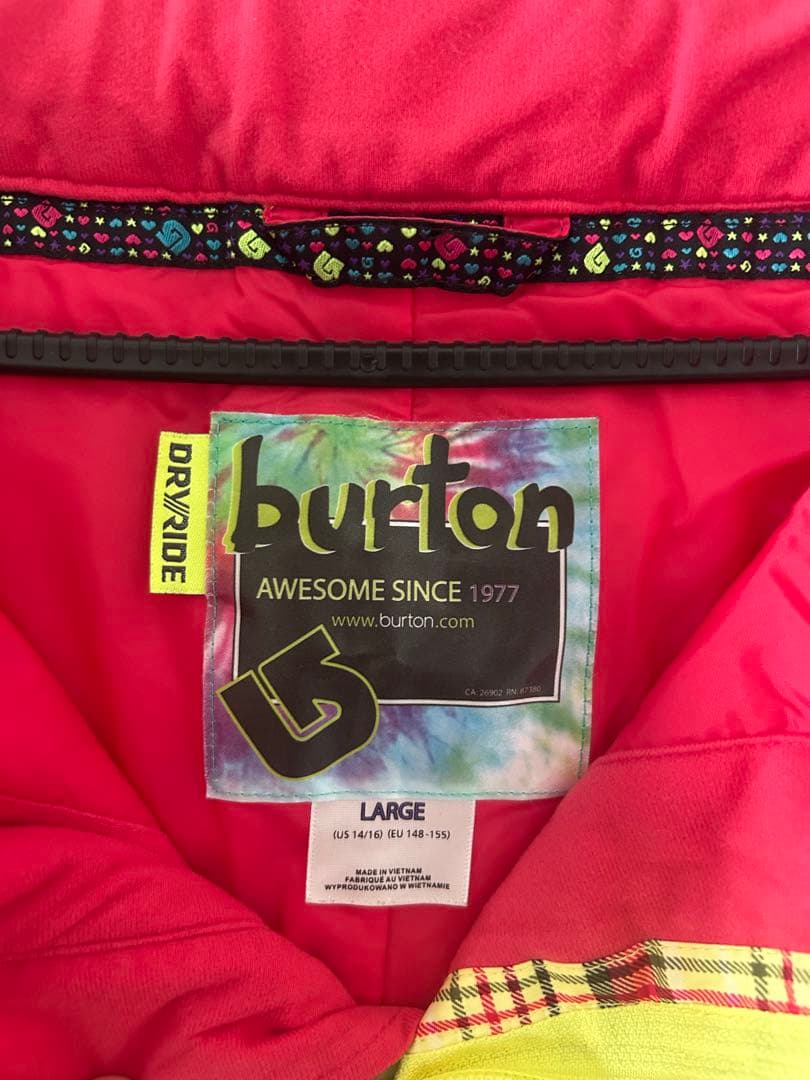 DRY//RIDE
burton
AWESOME SINCE 1977
www.burton.com
CA: 26902 RN: 87380
LARGE
(US 14/16) (EU 148-155)
MADE IN VIETNAM
FABRIQUÉ AU VIETNAM
WYPRODUKOWANO W WIETNAMIE